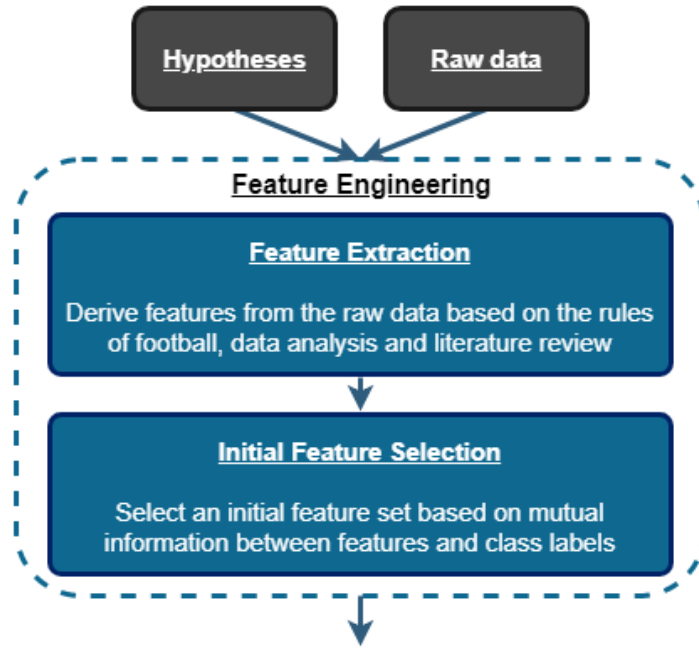 Hypotheses
Raw data
Feature Engineering
Feature Extraction
Derive features from the raw data based on the rules
of football, data analysis and literature review
Initial Feature Selection
Select an initial feature set based on mutual
information between features and class labels